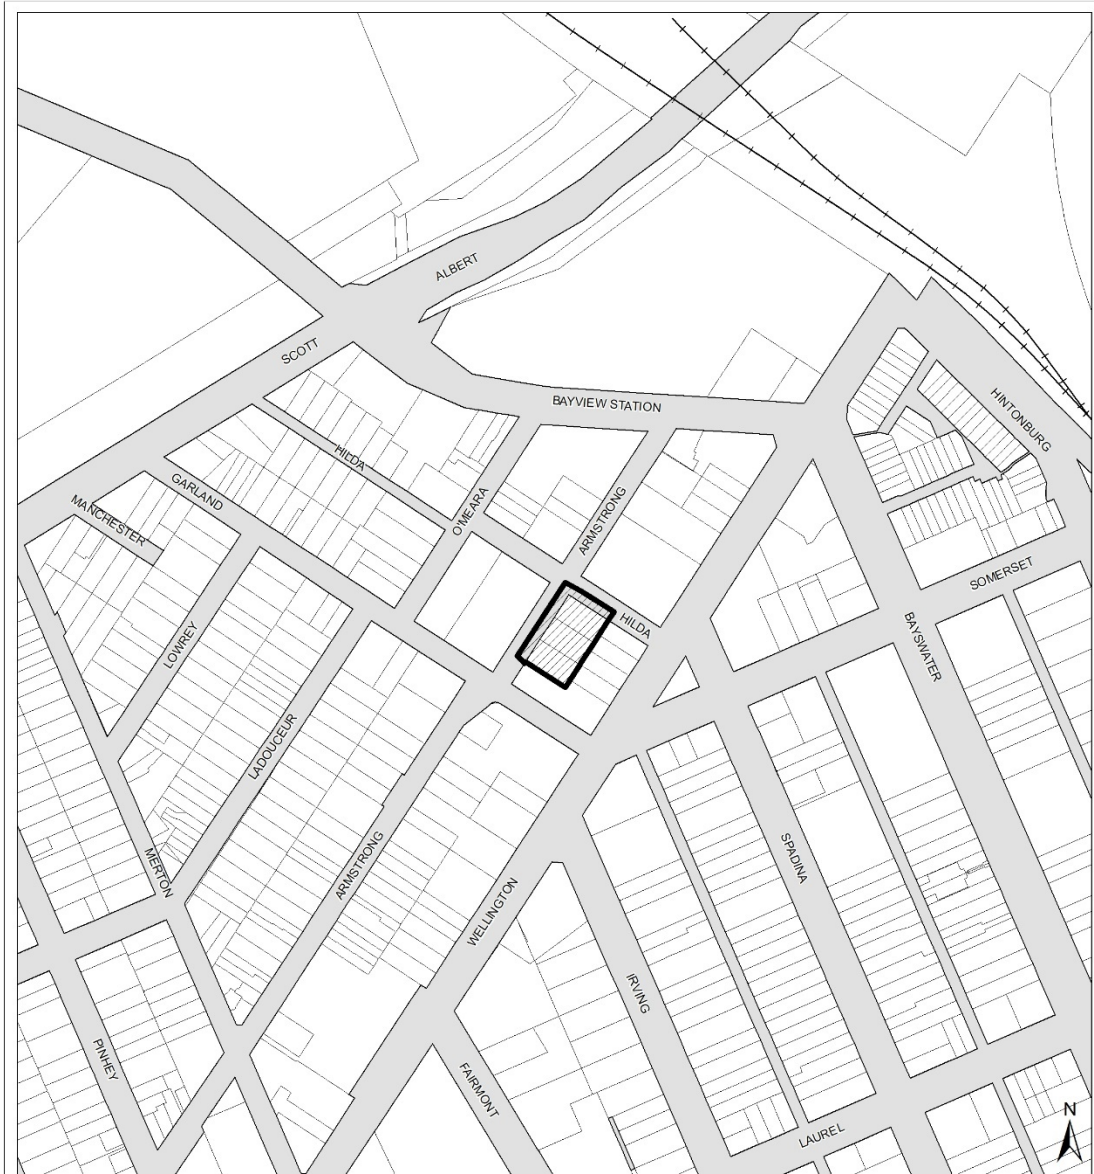 ALBERT
SCOTT
BAYVIEW STATION
HINTONBURG
HILDA
GARLAND
MANCHESTER
O'MEARA
ARMSTRONG
SOMERSET
HILDA
BAYSWATER
LOWREY
LADOUCEUR
MERTON
ARMSTRONG
SPADINA
WELLINGTON
IRVING
PINHEY
FAIRMONT
LAUREL
N